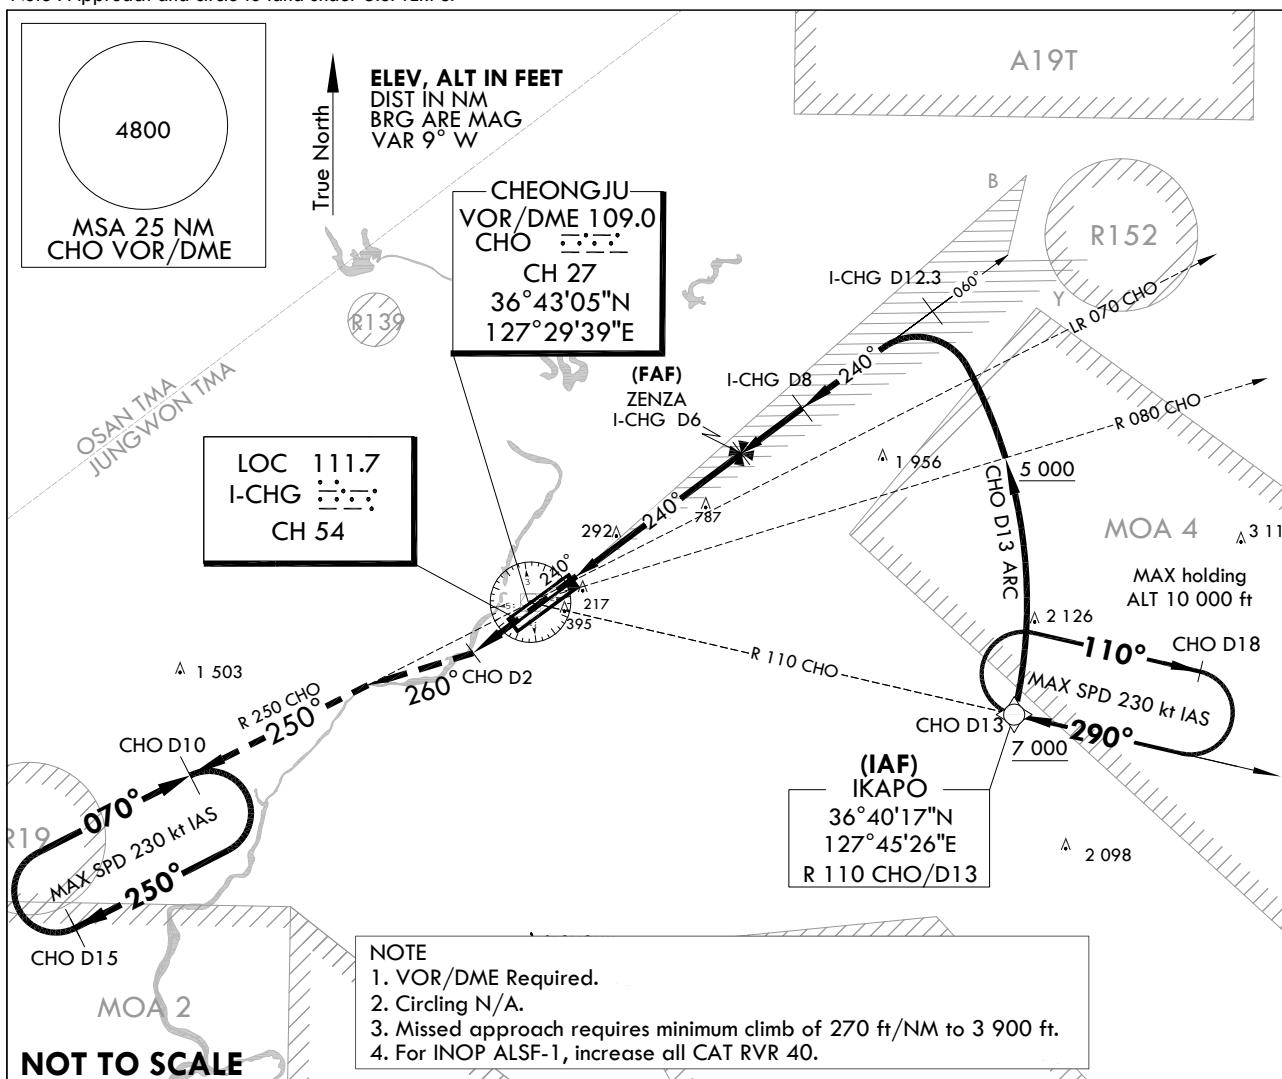 4800
MSA 25 NM
CHO VOR/DME
True North
ELEV, ALT IN FEET
DIST IN NM
BRG ARE MAG
VAR 9° W
A19T
CHEONGJU
VOR/DME 109.0
CHO
CH 27
36°43'05"N
127°29'39"E
B
R152
I-CHG D12.3
060°
Y
LR 070 CHO
R139
OSAN TMA
JUNGWON TMA
(FAF)
ZENZA
I-CHG D6
I-CHG D8
240°
R 080 CHO
LOC 111.7
I-CHG
CH 54
1 956
5 000
CHO D13 ARC
MOA 4
3 11
240°
787
292
MAX holding
ALT 10 000 ft
240°
217
395
2 126
R 110 CHO
110°
CHO D18
MAX SPD 230 kt IAS
290°
CHO D13
7 000
1 503
CHO D2
260°
R 250 CHO
250°
CHO D10
070°
MAX SPD 230 kt IAS
250°
R19
CHO D15
(IAF)
IKAPO
36°40'17"N
127°45'26"E
R 110 CHO/D13
2 098
MOA 2
NOTE
1. VOR/DME Required.
2. Circling N/A.
3. Missed approach requires minimum climb of 270 ft/NM to 3 900 ft.
4. For INOP ALSF-1, increase all CAT RVR 40.
NOT TO SCALE